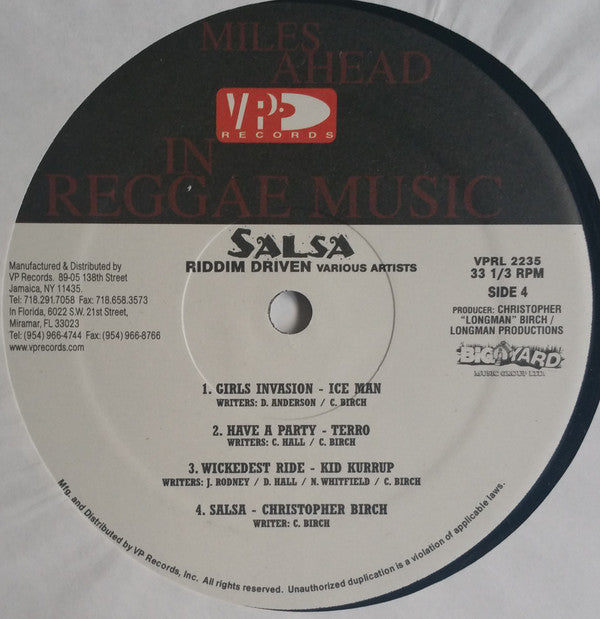 MILES
AHEAD
VP
RECORDS
IN
REGGAE MUSIC
SALSA
RIDDIM DRIVEN VARIOUS ARTISTS
Manufactured & Distributed by
VP Records. 89-05 138th Street
Jamaica, NY 11435.
Tel: 718.291.7058 Fax: 718.658.3573
In Florida, 6022 S.W. 21st Street,
Miramar, FL 33023
Tel: (954) 966-4744 Fax: (954) 966-8766
www.vprecords.com
VPRL 2235
33 1/3 RPM
SIDE 4
PRODUCER: CHRISTOPHER
"LONGMAN" BIRCH /
LONGMAN PRODUCTIONS
BIG YARD
MUSIC GROUP LTD.
1. GIRLS INVASION - ICE MAN
WRITERS: D. ANDERSON / C. BIRCH
2. HAVE A PARTY - TERRO
WRITERS: C. HALL / C. BIRCH
3. WICKEDEST RIDE - KID KURRUP
WRITERS: J. RODNEY / D. HALL / N. WHITFIELD / C. BIRCH
4. SALSA - CHRISTOPHER BIRCH
WRITER: C. BIRCH
Mfg. and Distributed by VP Records, Inc. All rights reserved. Unauthorized duplication is a violation of applicable laws.